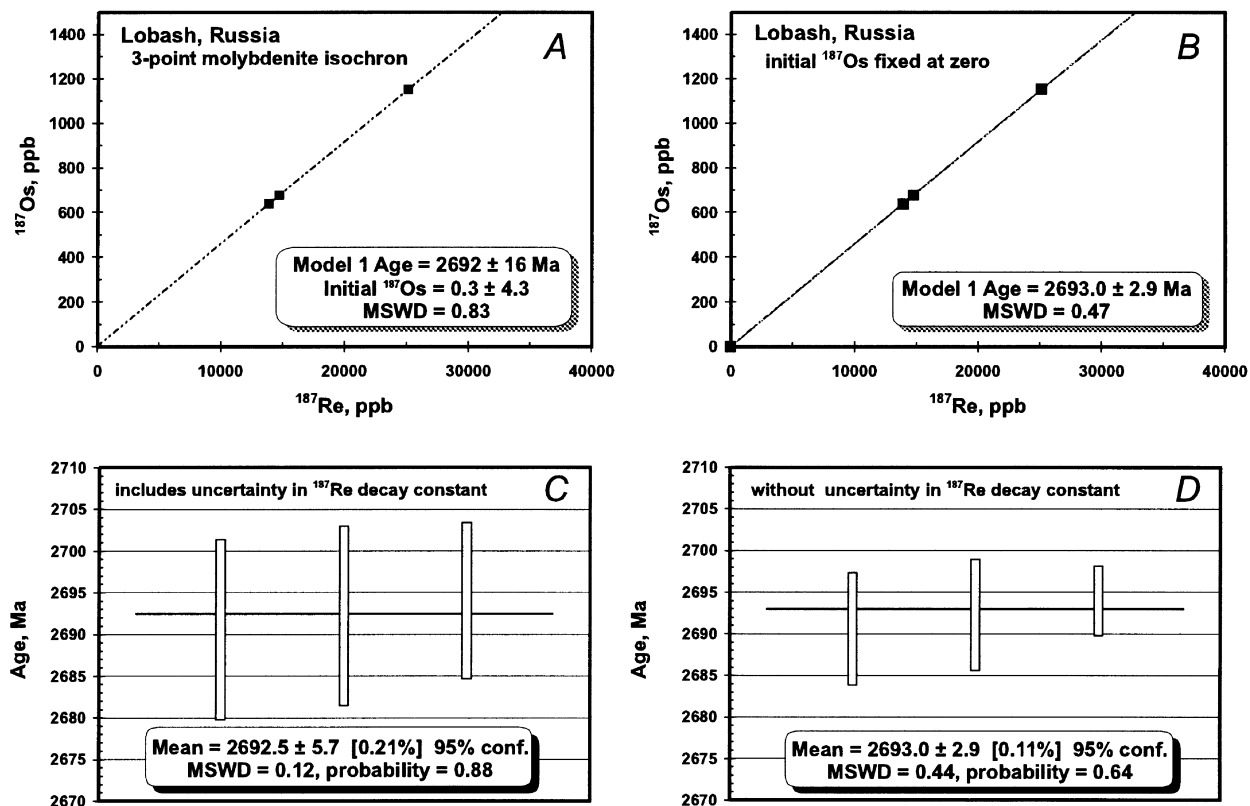 Lobash, Russia
3-point molybdenite isochron
A
1400
1200
1000
800
600
400
200
0
¹⁸⁷Os, ppb
Model 1 Age = 2692 ± 16 Ma
Initial ¹⁸⁷Os = 0.3 ± 4.3
MSWD = 0.83
0 10000 20000 30000 40000
¹⁸⁷Re, ppb
Lobash, Russia
initial ¹⁸⁷Os fixed at zero
B
1400
1200
1000
800
600
400
200
0
¹⁸⁷Os, ppb
Model 1 Age = 2693.0 ± 2.9 Ma
MSWD = 0.47
0 10000 20000 30000 40000
¹⁸⁷Re, ppb
includes uncertainty in ¹⁸⁷Re decay constant
C
2710
2705
2700
2695
2690
2685
2680
2675
2670
Age, Ma
Mean = 2692.5 ± 5.7 [0.21%] 95% conf.
MSWD = 0.12, probability = 0.88
without uncertainty in ¹⁸⁷Re decay constant
D
2710
2705
2700
2695
2690
2685
2680
2675
2670
Age, Ma
Mean = 2693.0 ± 2.9 [0.11%] 95% conf.
MSWD = 0.44, probability = 0.64